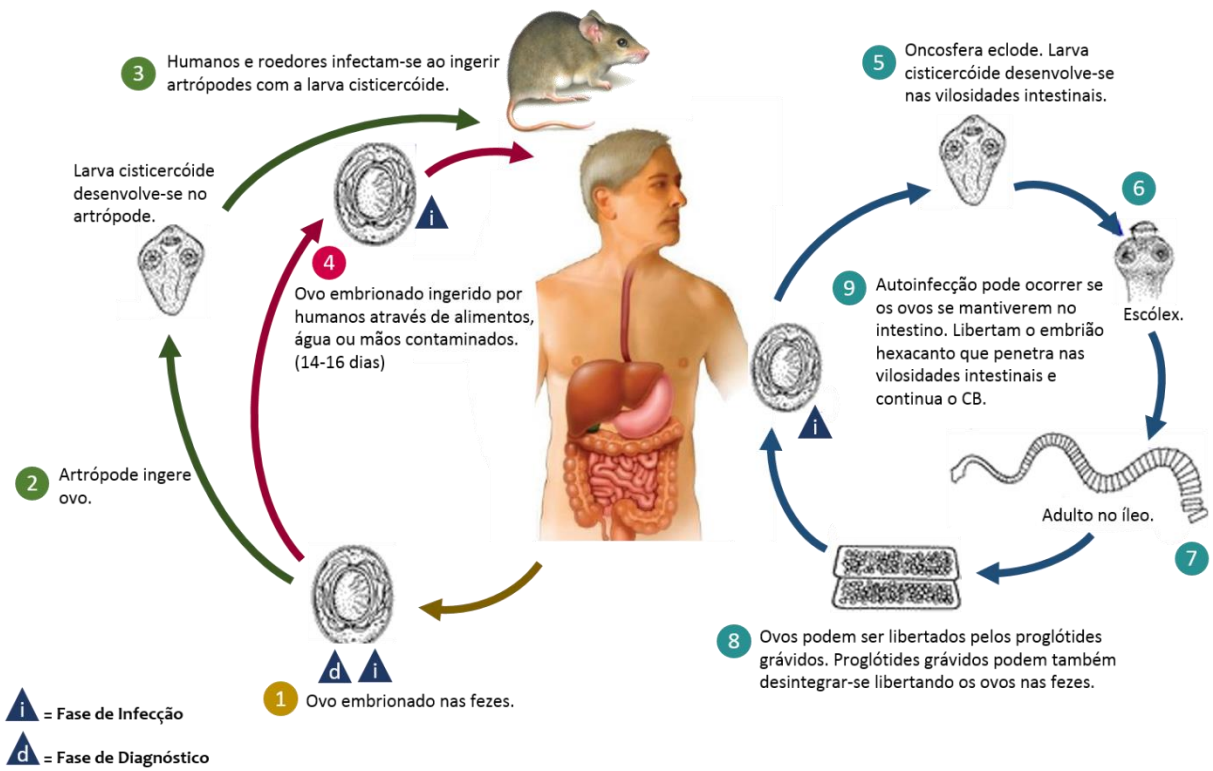 3
Humanos e roedores infectam-se ao ingerir
artrópodes com a larva cisticercóide.
5
Oncosfera eclode. Larva
cisticercóide desenvolve-se
nas vilosidades intestinais.
Larva cisticercóide
desenvolve-se no
artrópode.
i
4
Ovo embrionado ingerido por
humanos através de alimentos,
água ou mãos contaminados.
(14-16 dias)
6
Escólex.
9
Autoinfecção pode ocorrer se
os ovos se mantiverem no
intestino. Libertam o embrião
hexacanto que penetra nas
vilosidades intestinais e
continua o CB.
i
2
Artrópode ingere
ovo.
Adulto no íleo.
7
8
Ovos podem ser libertados pelos proglótides
grávidos. Proglótides grávidos podem também
desintegrar-se libertando os ovos nas fezes.
d
i
1
Ovo embrionado nas fezes.
i = Fase de Infecção
d = Fase de Diagnóstico